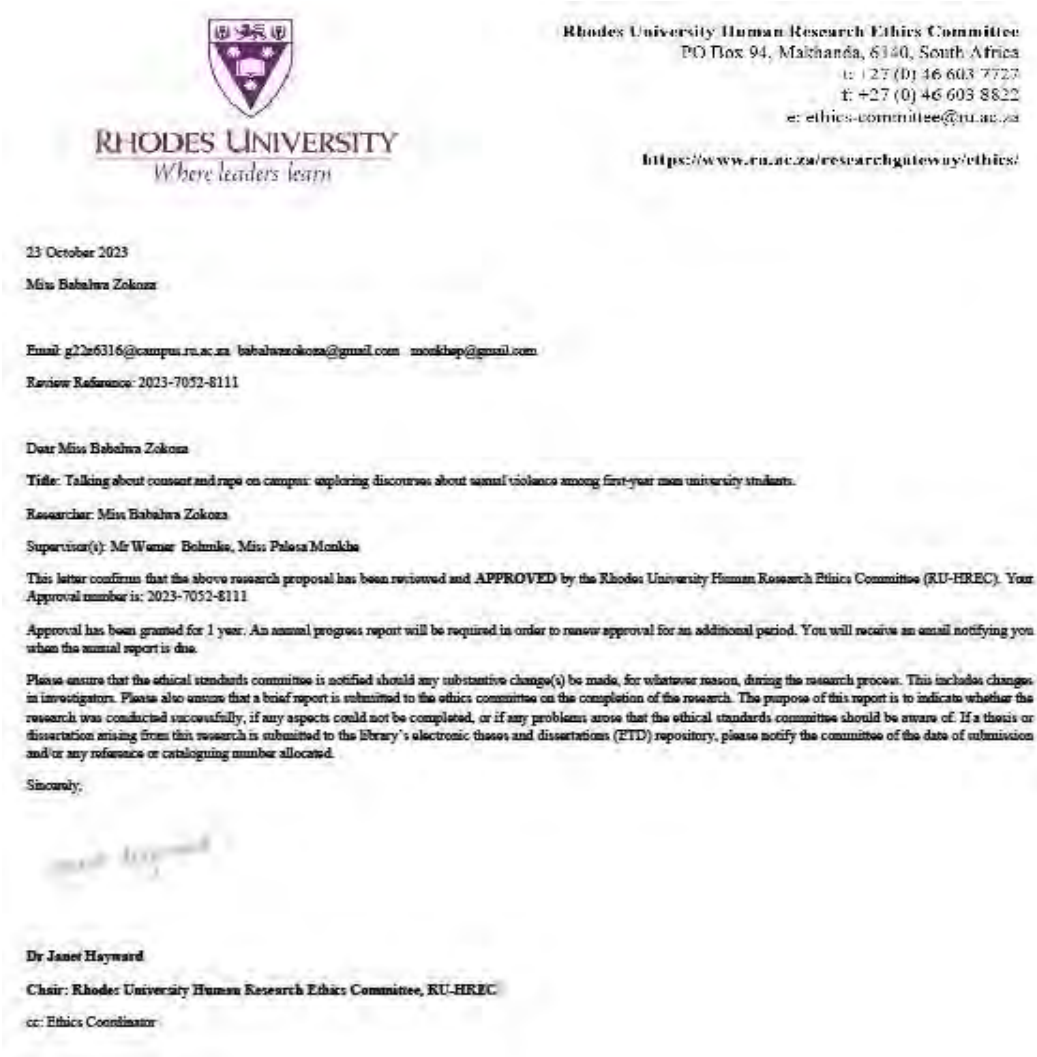 Rhodes University Human Research Ethics Committee
PO Box 94, Makhanda, 6140, South Africa
t: +27 (0) 46 603 7727
f: +27 (0) 46 603 8822
e: ethics-committee@ru.ac.za
https://www.ru.ac.za/researchgateway/ethics/
RHODES UNIVERSITY
Where leaders learn
23 October 2023
Miss Babalwa Zokoza
Email: g22z6316@campus.ru.ac.za babalwazokoza@gmail.com monkhep@gmail.com
Review Reference: 2023-7052-8111
Dear Miss Babalwa Zokoza
Title: Talking about consent and rape on campus: exploring discourses about sexual violence among first-year men university students.
Researcher: Miss Babalwa Zokoza
Supervisor(s): Mr Werner Bohmke, Miss Palesa Monkhe
This letter confirms that the above research proposal has been reviewed and APPROVED by the Rhodes University Human Research Ethics Committee (RU-HREC). Your
Approval number is: 2023-7052-8111
Approval has been granted for 1 year. An annual progress report will be required in order to renew approval for an additional period. You will receive an email notifying you
when the annual report is due.
Please ensure that the ethical standards committee is notified should any substantive change(s) be made, for whatever reason, during the research process. This includes changes
in investigators. Please also ensure that a brief report is submitted to the ethics committee on the completion of the research. The purpose of this report is to indicate whether the
research was conducted successfully, if any aspects could not be completed, or if any problems arose that the ethical standards committee should be aware of. If a thesis or
dissertation arising from this research is submitted to the library's electronic theses and dissertations (ETD) repository, please notify the committee of the date of submission
and/or any reference or cataloguing number allocated.
Sincerely,
Dr Janet Hayward
Chair: Rhodes University Human Research Ethics Committee, RU-HREC
cc: Ethics Coordinator